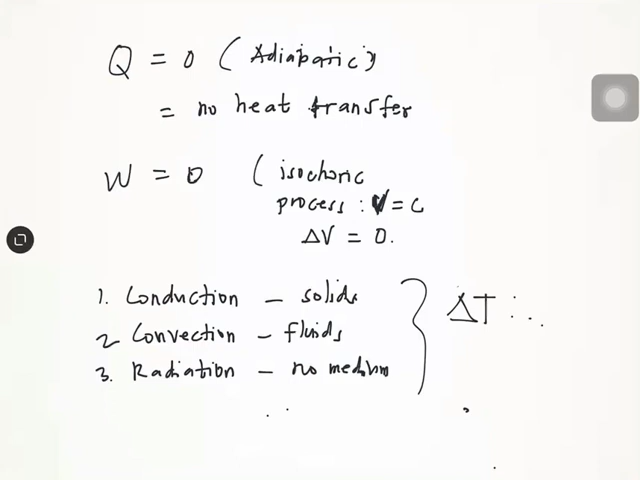 Q = 0 ( Adiabatic)
= no heat transfer
W = 0 ( isochoric
process : V = C
ΔV = 0.
1. Conduction – solids
2 Convection – fluids
3. Radiation – no medium
} ΔT